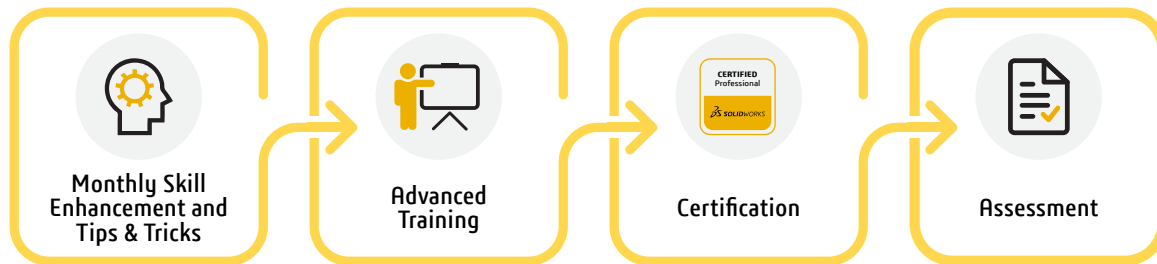 Monthly Skill
Enhancement and
Tips & Tricks
Advanced
Training
CERTIFIED
Professional
SOLIDWORKS
Certification
Assessment